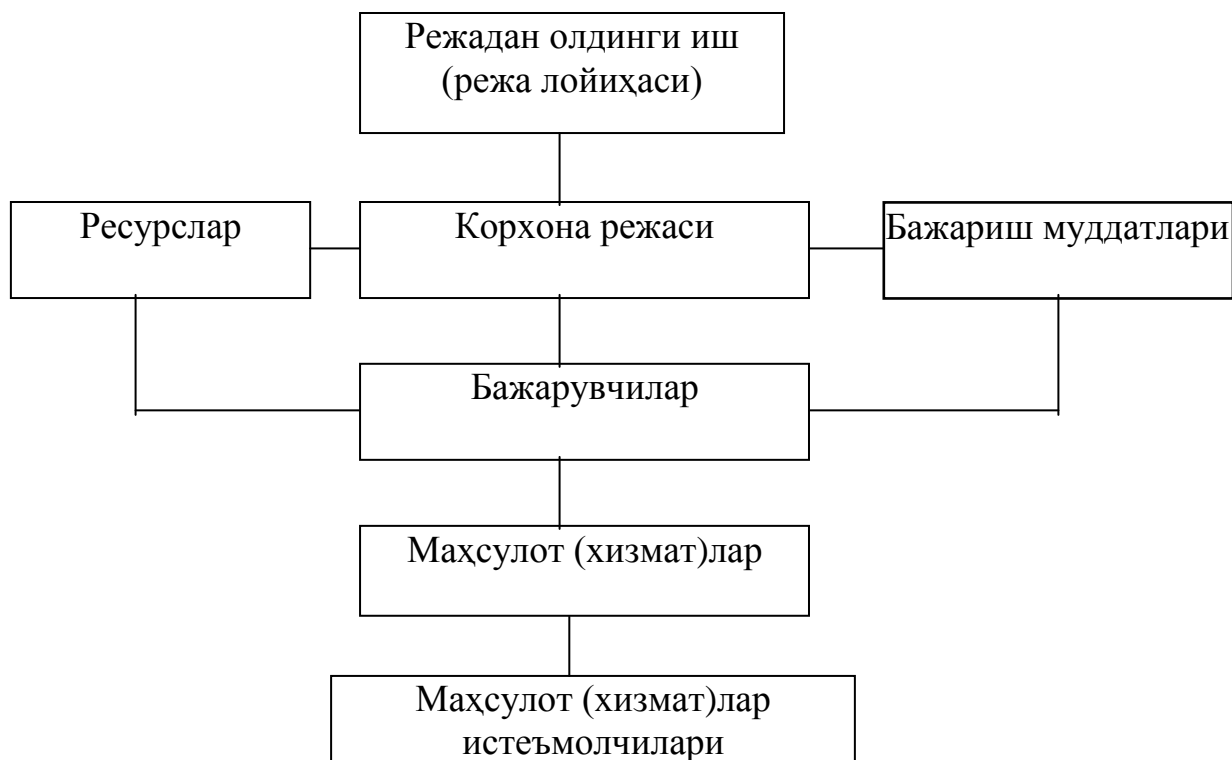 Режадан олдинги иш
(режа лойиҳаси)
Ресурслар
Корхона режаси
Бажариш муддатлари
Бажарувчилар
Маҳсулот (хизмат)лар
Маҳсулот (хизмат)лар
истеъмолчилари